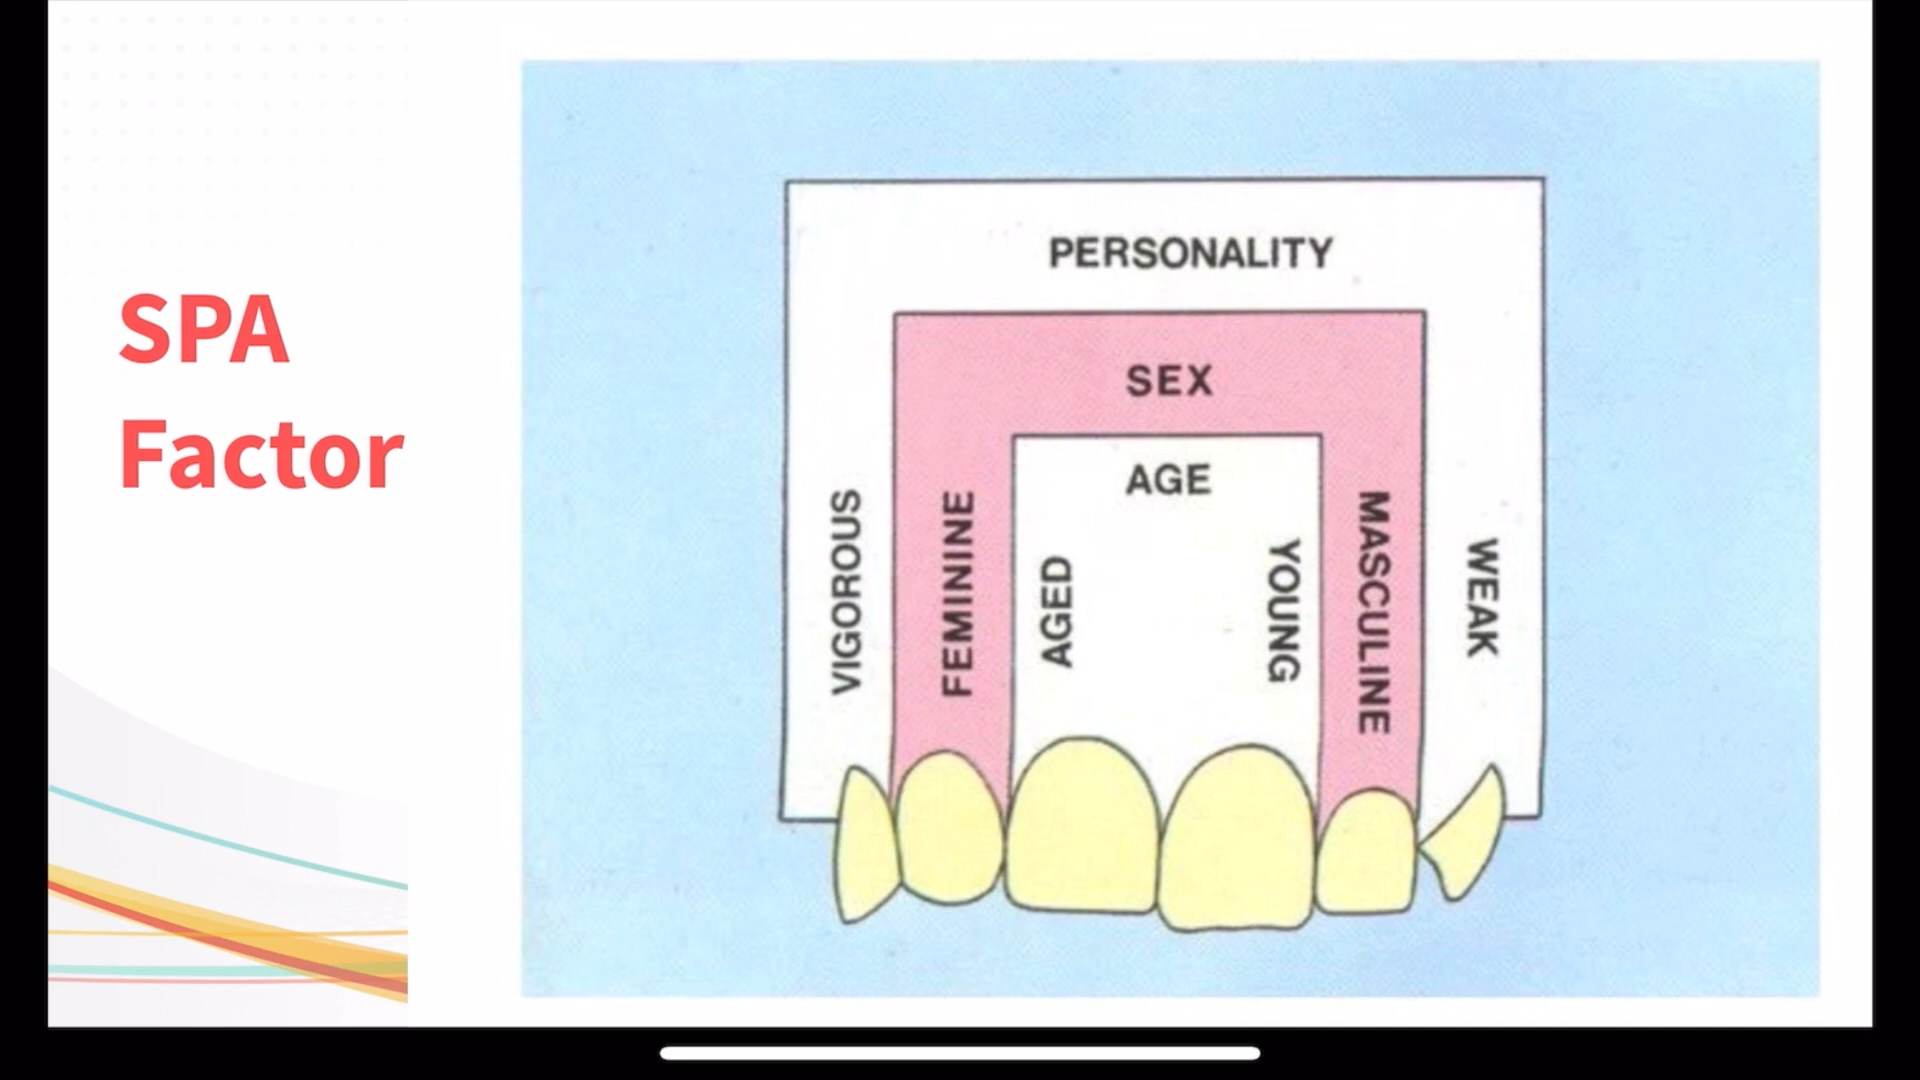 SPA
Factor
PERSONALITY
SEX
AGE
VIGOROUS
FEMININE
AGED
YOUNG
MASCULINE
WEAK